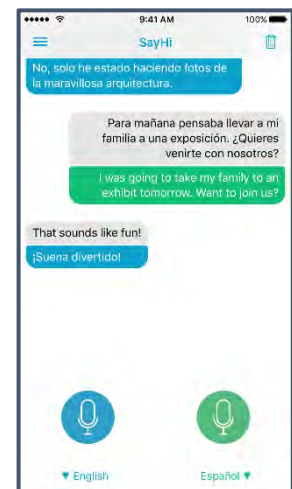 9:41 AM
100%
SayHi
No, solo he estado haciendo fotos de
la maravillosa arquitectura.
Para mañana pensaba llevar a mi
familia a una exposición. ¿Quieres
venirte con nosotros?
I was going to take my family to an
exhibit tomorrow. Want to join us?
That sounds like fun!
¡Suena divertido!
♥ English
Español ♥